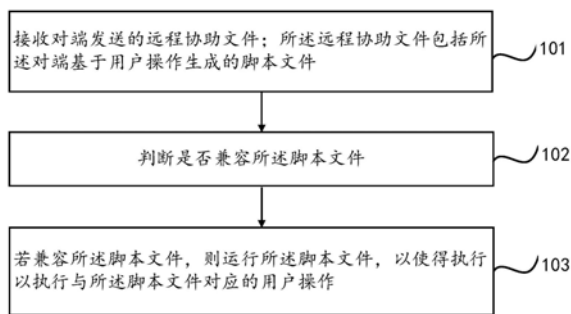 接收对端发送的远程协助文件；所述远程协助文件包括所
述对端基于用户操作生成的脚本文件
101
判断是否兼容所述脚本文件
102
若兼容所述脚本文件，则运行所述脚本文件，以使得执行
以执行与所述脚本文件对应的用户操作
103